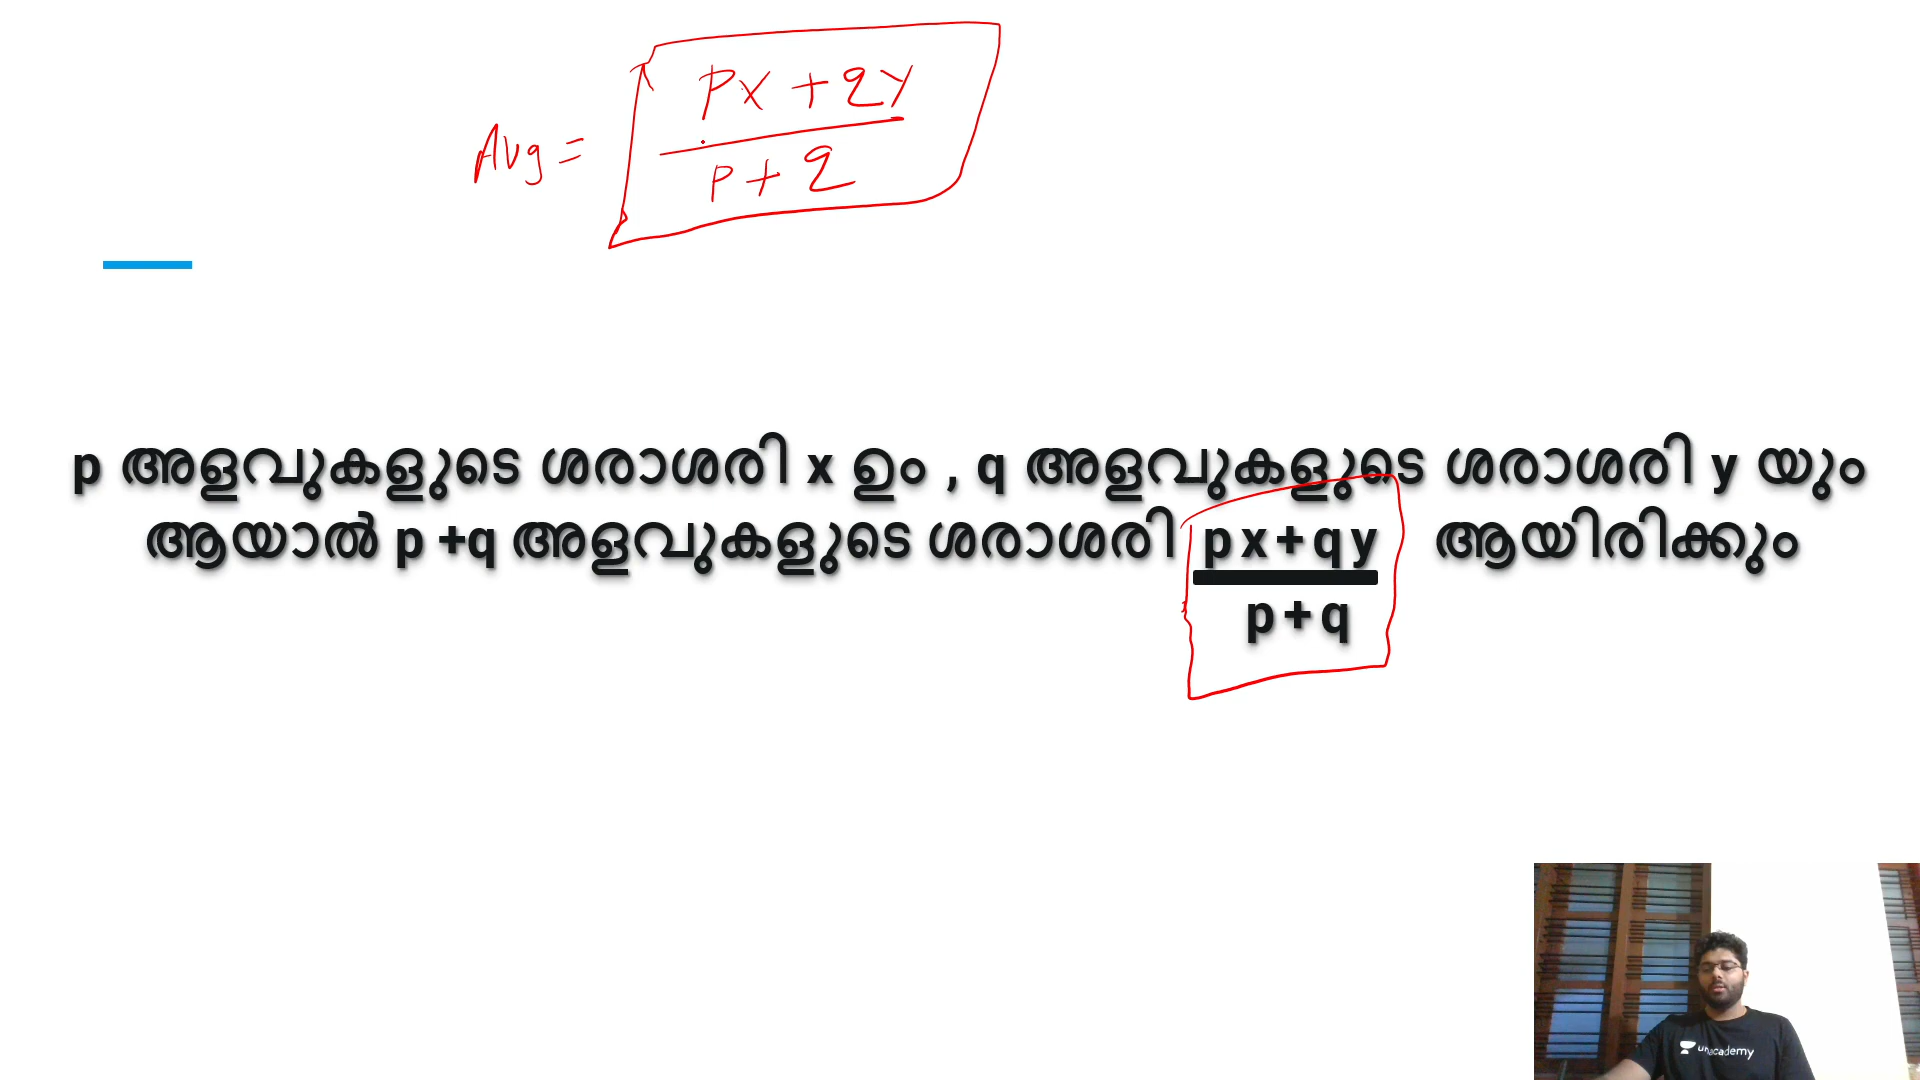 Avg = px + qy
p + q
p അളവുകളുടെ ശരാശരി x ഉം , q അളവുകളുടെ ശരാശരി y യും
ആയാൽ p +q അളവുകളുടെ ശരാശരി px+qy ആയിരിക്കും
p+q
unacademy